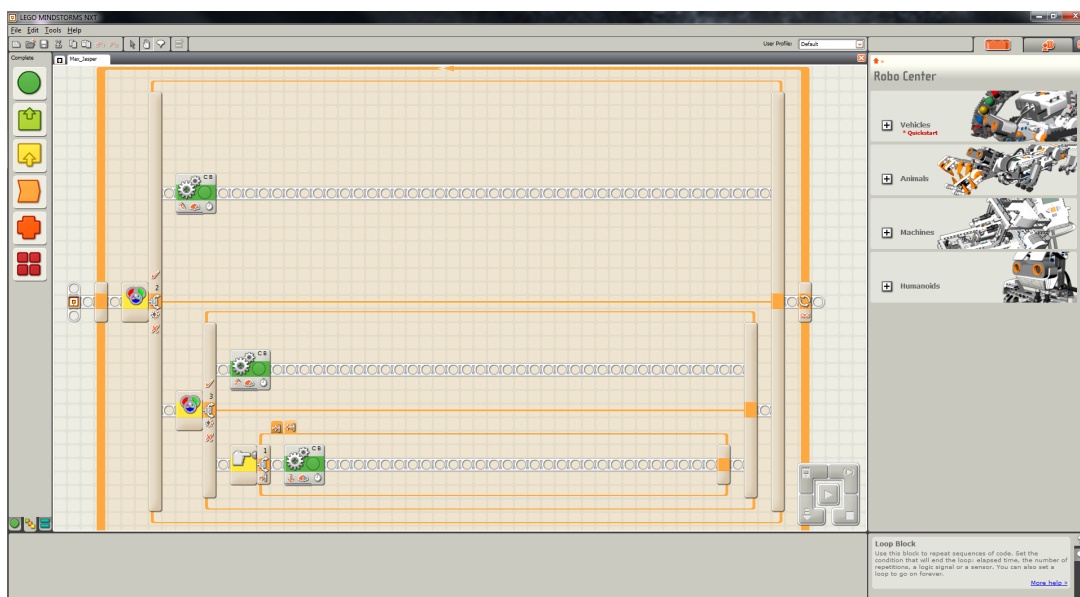 LEGO MINDSTORMS NXT
File Edit Tools Help
User Profile: Default
Complete
Max_Jasper
Robo Center
Vehicles
* Quickstart
Animals
Machines
Humanoids
C B
2
C B
3
1
C B
Loop Block
Use this block to repeat sequences of code. Set the
condition that will end the loop: elapsed time, the number of
repetitions, a logic signal or a sensor. You can also set a
loop to go on forever.
More help »